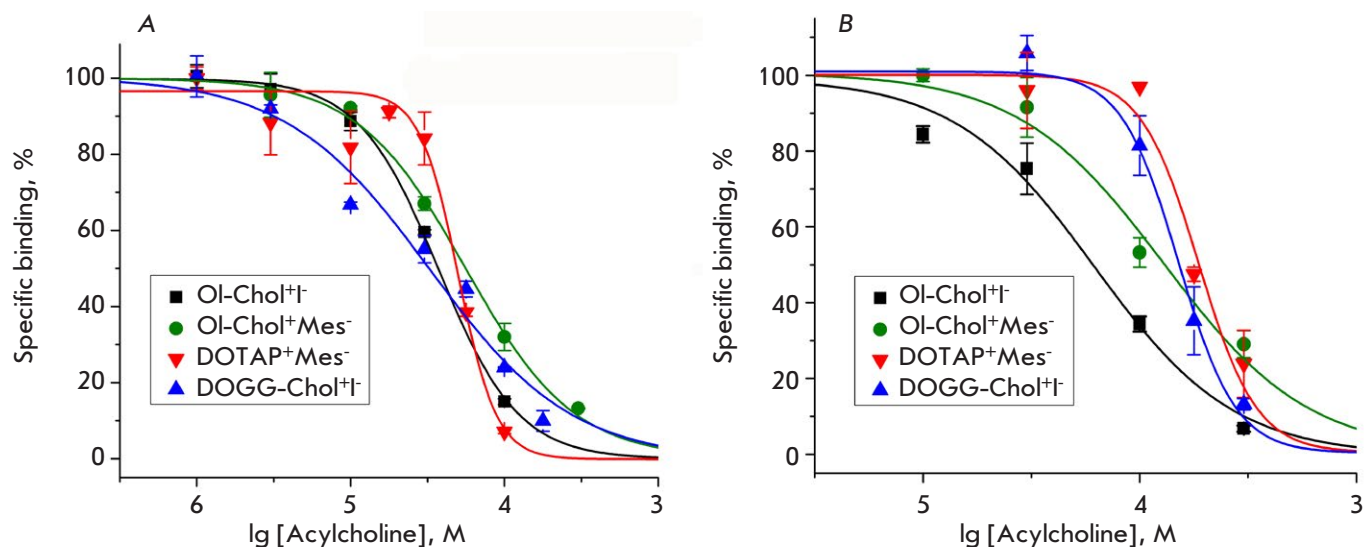 A
Specific binding, %
100
80
60
40
20
0
6
5
4
3
lg [Acylcholine], M
Ol-Chol⁺I⁻
Ol-Chol⁺Mes⁻
DOTAP⁺Mes⁻
DOGG-Chol⁺I⁻
B
Specific binding, %
100
80
60
40
20
0
5
4
3
lg [Acylcholine], M
Ol-Chol⁺I⁻
Ol-Chol⁺Mes⁻
DOTAP⁺Mes⁻
DOGG-Chol⁺I⁻